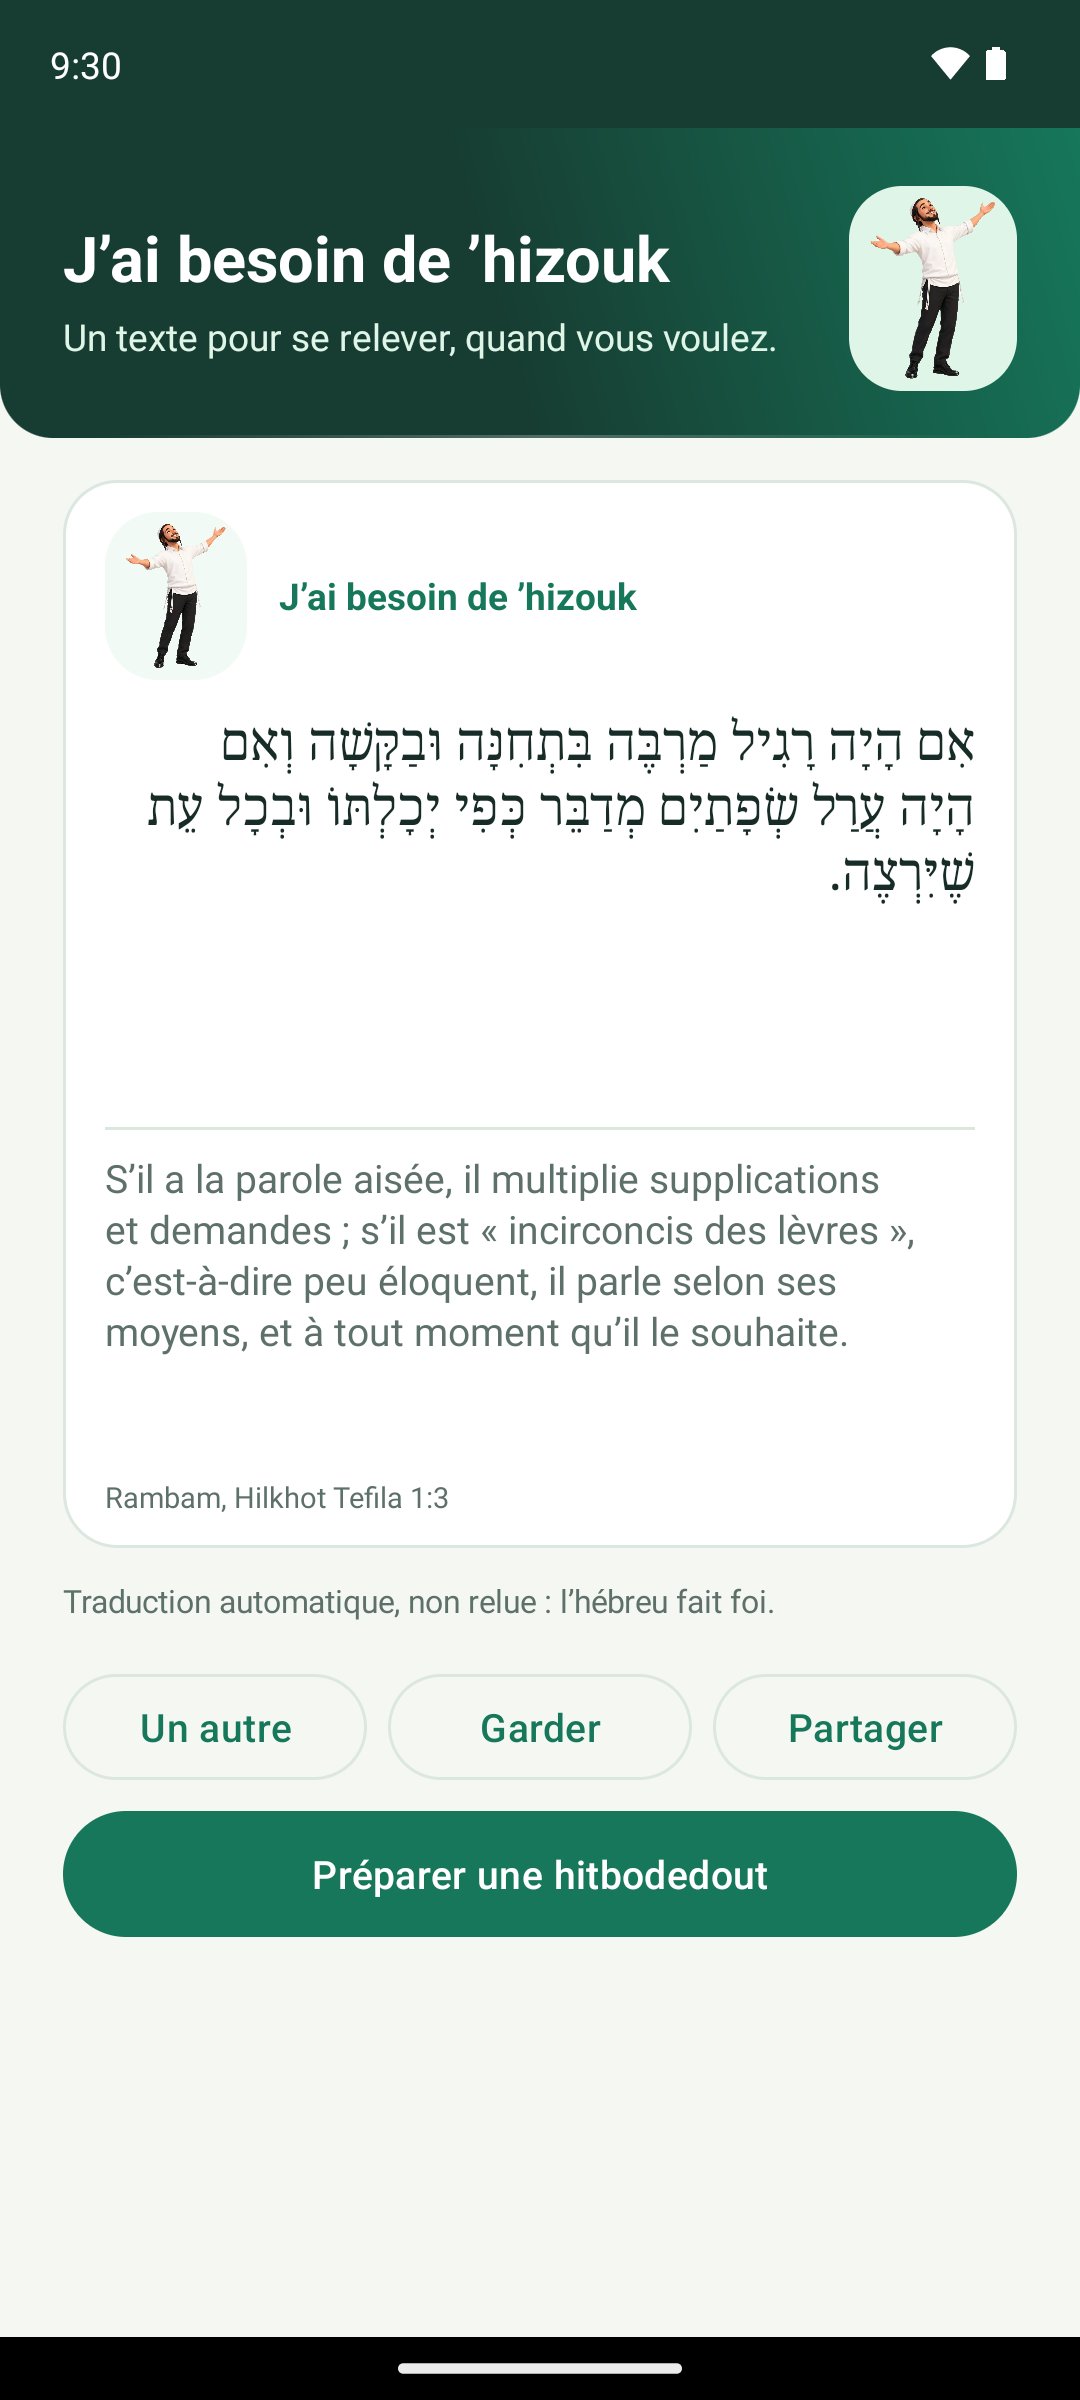 9:30
J’ai besoin de ’hizouk
Un texte pour se relever, quand vous voulez.
J’ai besoin de ’hizouk
אִם הָיָה רָגִיל מַרְבֶּה בִּתְחִנָּה וּבַקָּשָׁה וְאִם
הָיָה עֲרַל שְׂפָתַיִם מְדַבֵּר כְּפִי יְכָלְתּוֹ וּבְכָל עֵת
שֶׁיִּרְצֶה.
S’il a la parole aisée, il multiplie supplications
et demandes ; s’il est « incirconcis des lèvres »,
c’est-à-dire peu éloquent, il parle selon ses
moyens, et à tout moment qu’il le souhaite.
Rambam, Hilkhot Tefila 1:3
Traduction automatique, non relue : l’hébreu fait foi.
Un autre
Garder
Partager
Préparer une hitbodedout